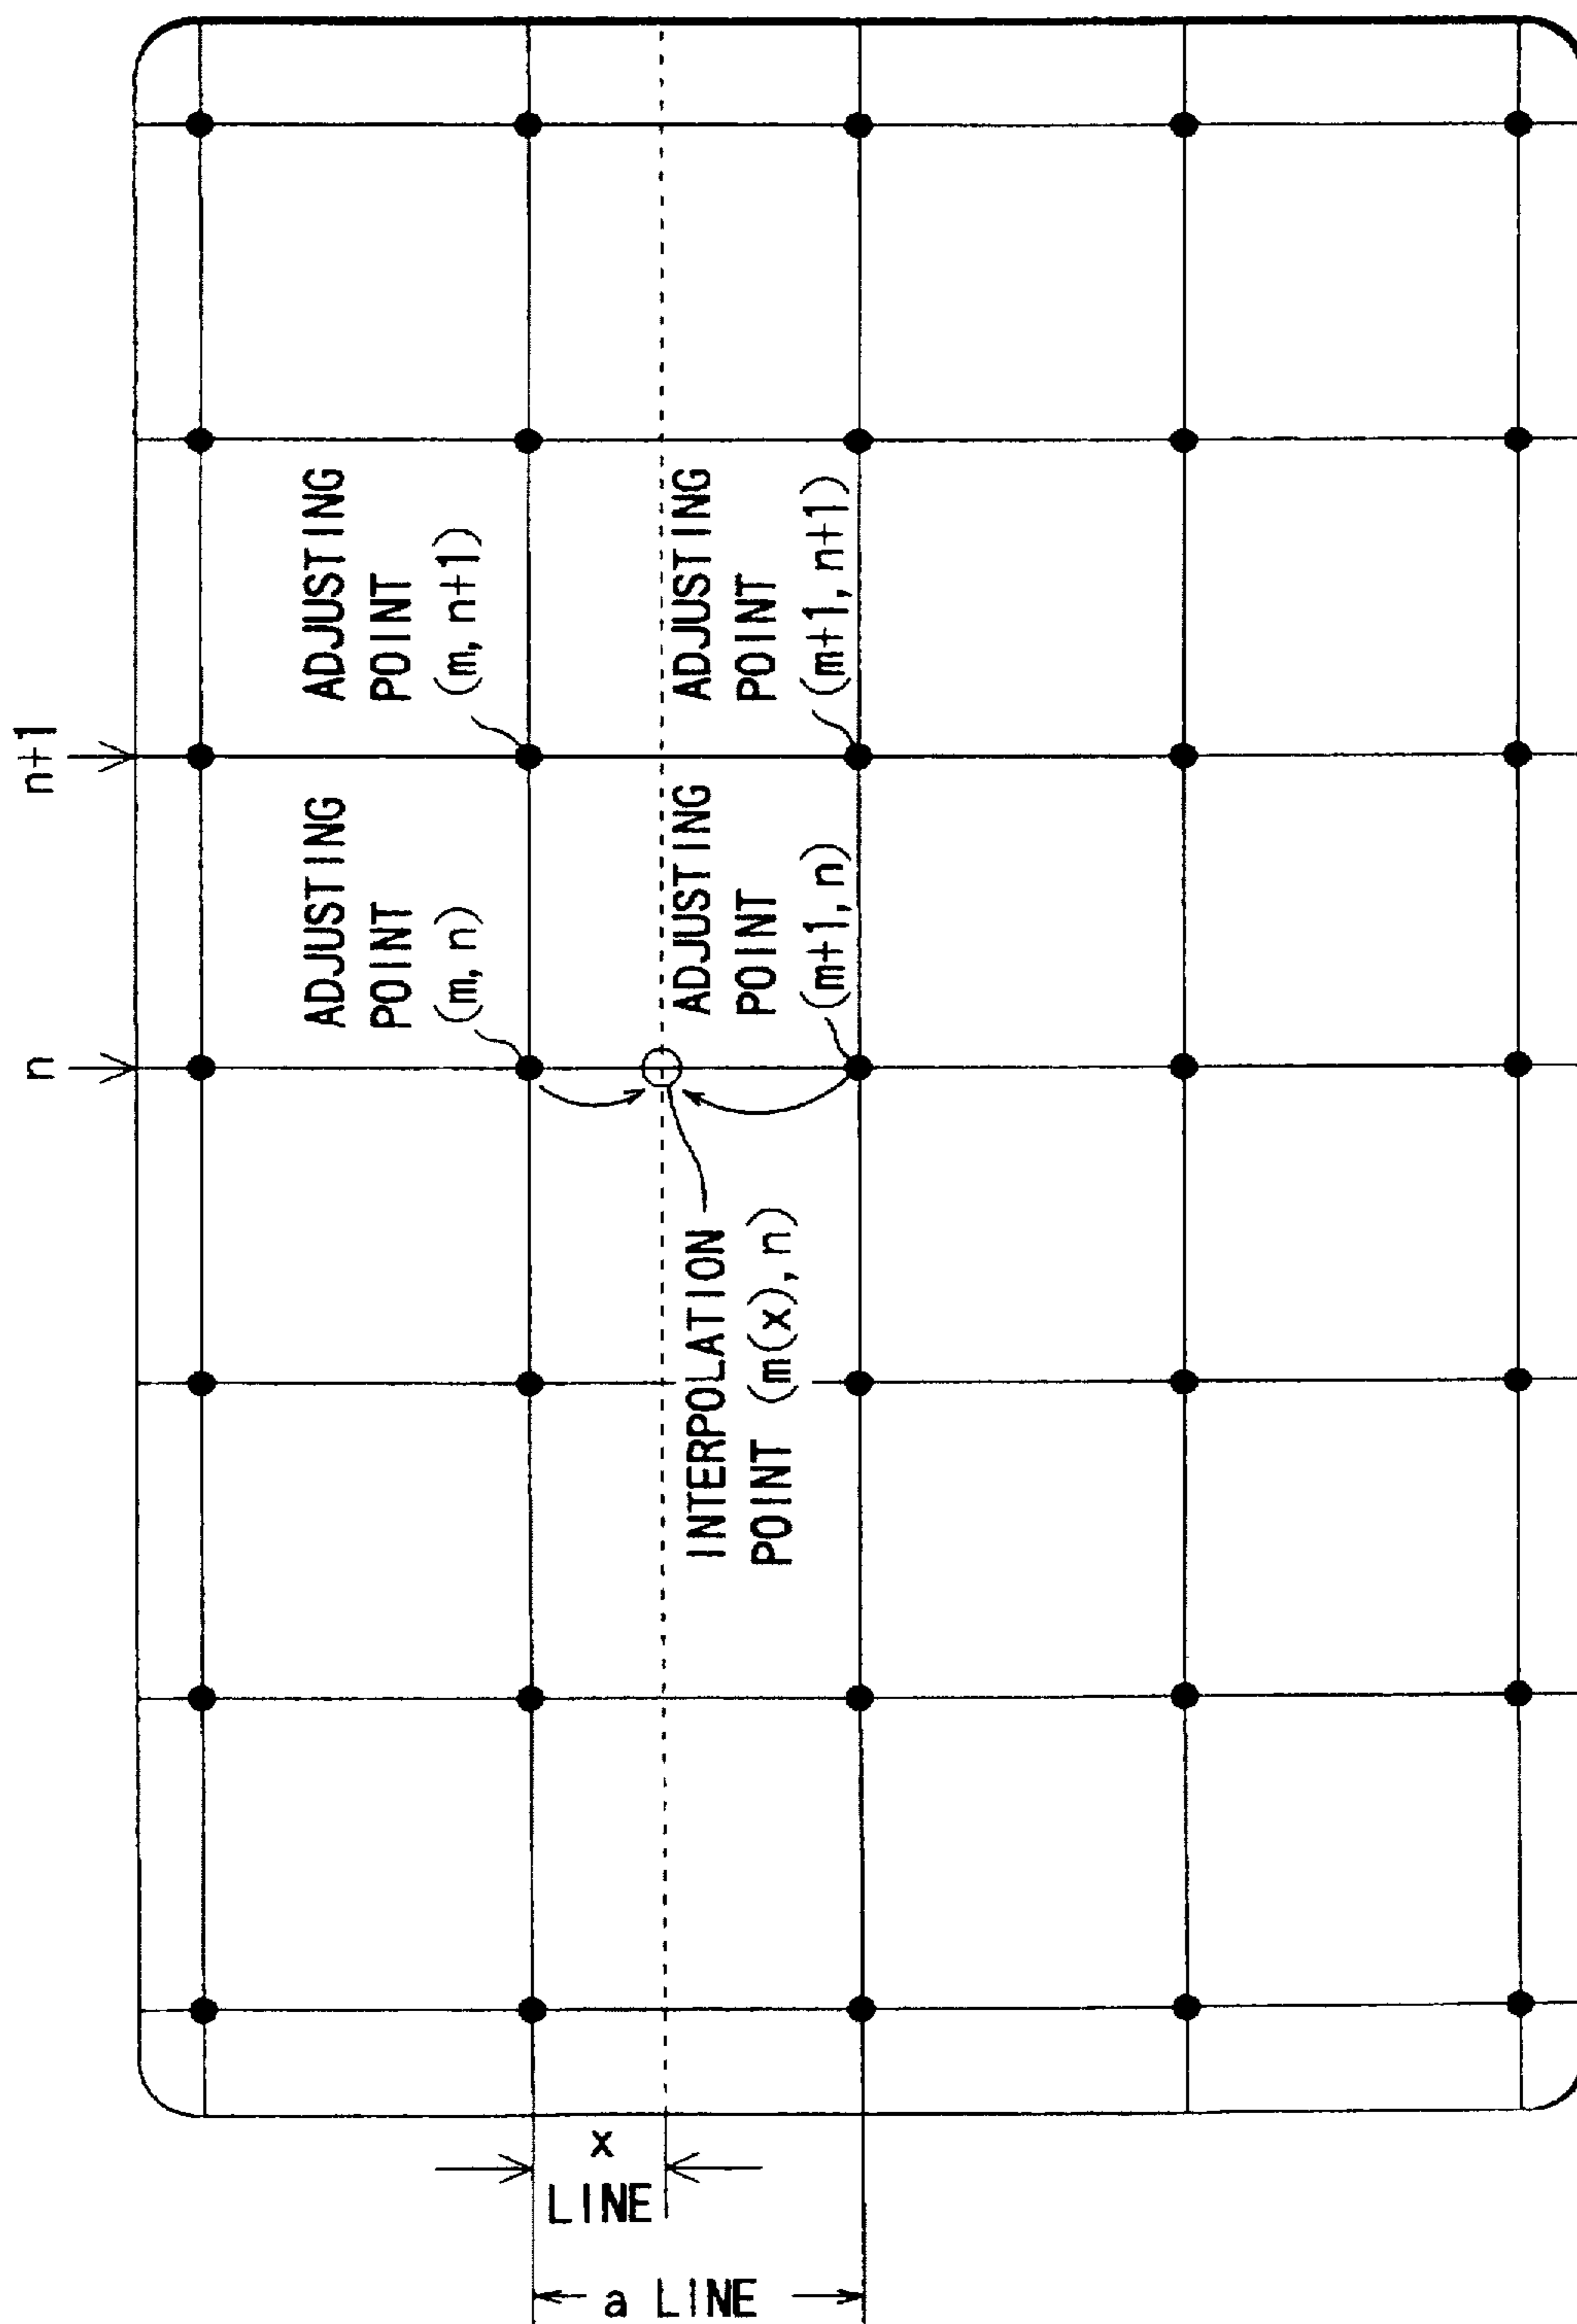 n
n+1
ADJUSTING
POINT
(m, n)
ADJUSTING
POINT
(m, n+1)
ADJUSTING
POINT
(m+1, n)
ADJUSTING
POINT
(m+1, n+1)
INTERPOLATION
POINT (m(x), n)
x
LINE
a LINE